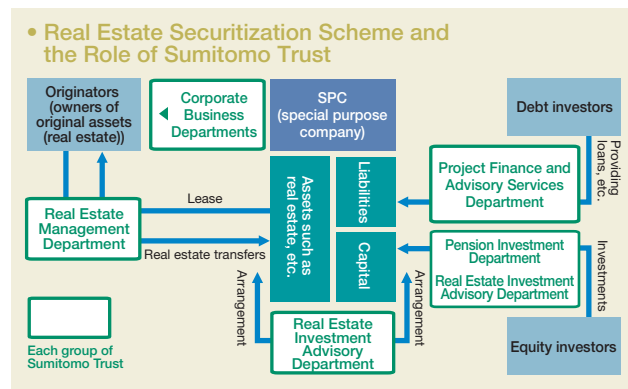 • Real Estate Securitization Scheme and
the Role of Sumitomo Trust
Originators
(owners of
original assets
(real estate))
Corporate
Business
Departments
SPC
(special purpose
company)
Debt investors
Providing
loans, etc.
Assets such as
real estate, etc.
Liabilities
Capital
Project Finance and
Advisory Services
Department
Lease
Real Estate
Management
Department
Real estate transfers
Pension Investment
Department
Real Estate Investment
Advisory Department
Investments
Arrangement
Arrangement
Real Estate
Investment
Advisory
Department
Equity investors
Each group of
Sumitomo Trust